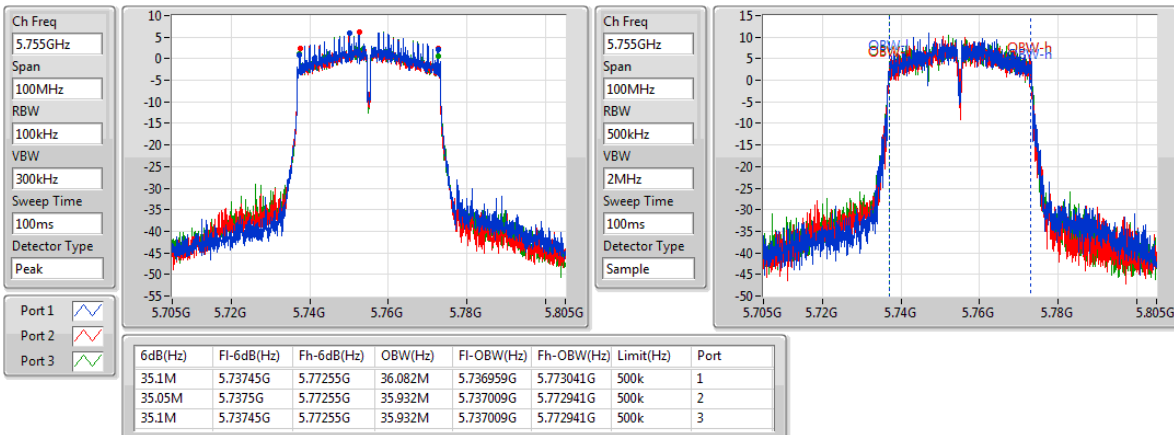 Ch Freq
5.755GHz
Span
100MHz
RBW
100kHz
VBW
300kHz
Sweep Time
100ms
Detector Type
Peak
10
5
0
-5
-10
-15
-20
-25
-30
-35
-40
-45
-50
-55
5.705G 5.72G 5.74G 5.76G 5.78G 5.805G
Ch Freq
5.755GHz
Span
100MHz
RBW
500kHz
VBW
2MHz
Sweep Time
100ms
Detector Type
Sample
15
10
5
0
-5
-10
-15
-20
-25
-30
-35
-40
-45
-50
OBW-h
5.705G 5.72G 5.74G 5.76G 5.78G 5.805G
Port 1
Port 2
Port 3
6dB(Hz) Fl-6dB(Hz) Fh-6dB(Hz) OBW(Hz) Fl-OBW(Hz) Fh-OBW(Hz) Limit(Hz) Port
35.1M 5.73745G 5.77255G 36.082M 5.736959G 5.773041G 500k 1
35.05M 5.7375G 5.77255G 35.932M 5.737009G 5.772941G 500k 2
35.1M 5.73745G 5.77255G 35.932M 5.737009G 5.772941G 500k 3